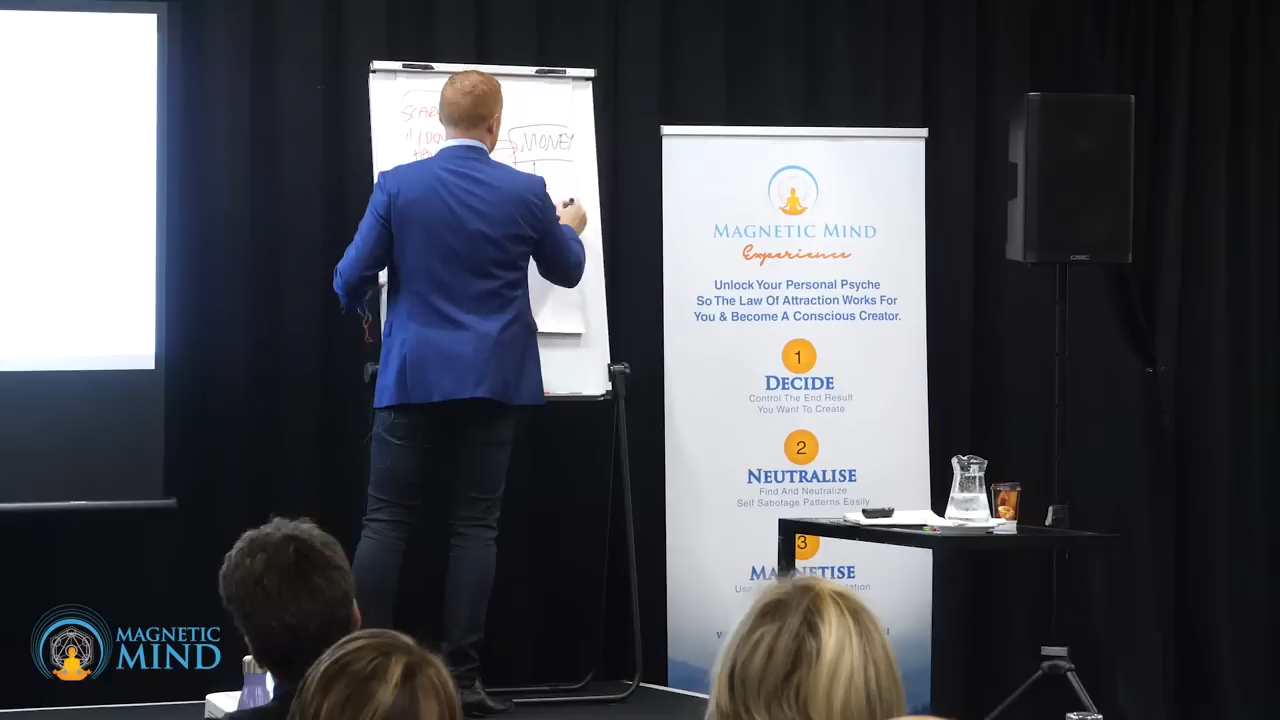 MONEY
MAGNETIC MIND
Experience
Unlock Your Personal Psyche
So The Law Of Attraction Works For
You & Become A Conscious Creator.
1
DECIDE
Control The End Result
You Want To Create
2
NEUTRALISE
Find And Neutralize
Self Sabotage Patterns Easily
3
MAGNETISE
MAGNETIC
MIND